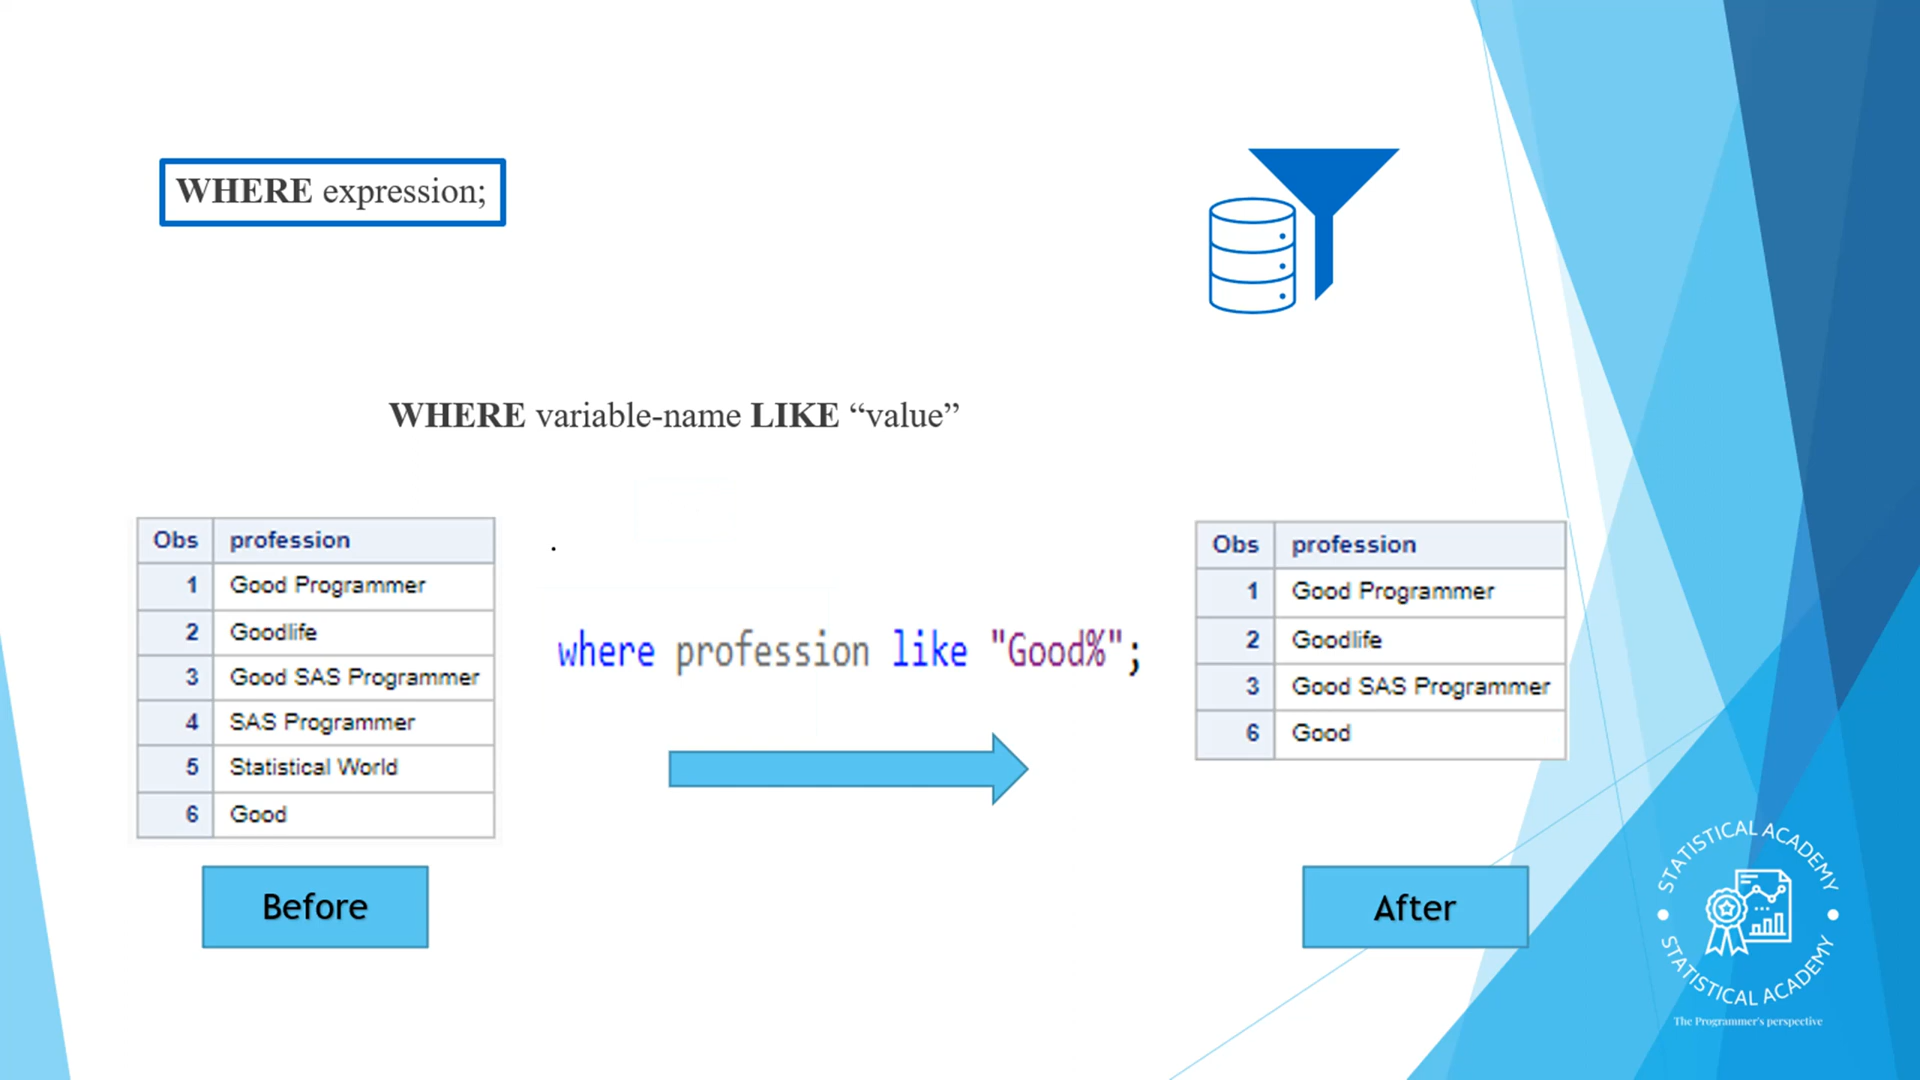 WHERE expression;
WHERE variable-name LIKE “value”
Obs profession
1 Good Programmer
2 Goodlife
3 Good SAS Programmer
4 SAS Programmer
5 Statistical World
6 Good
Before
.
where profession like "Good%";
Obs profession
1 Good Programmer
2 Goodlife
3 Good SAS Programmer
6 Good
After
STATISTICAL ACADEMY
STATISTICAL ACADEMY
The Programmer's perspective